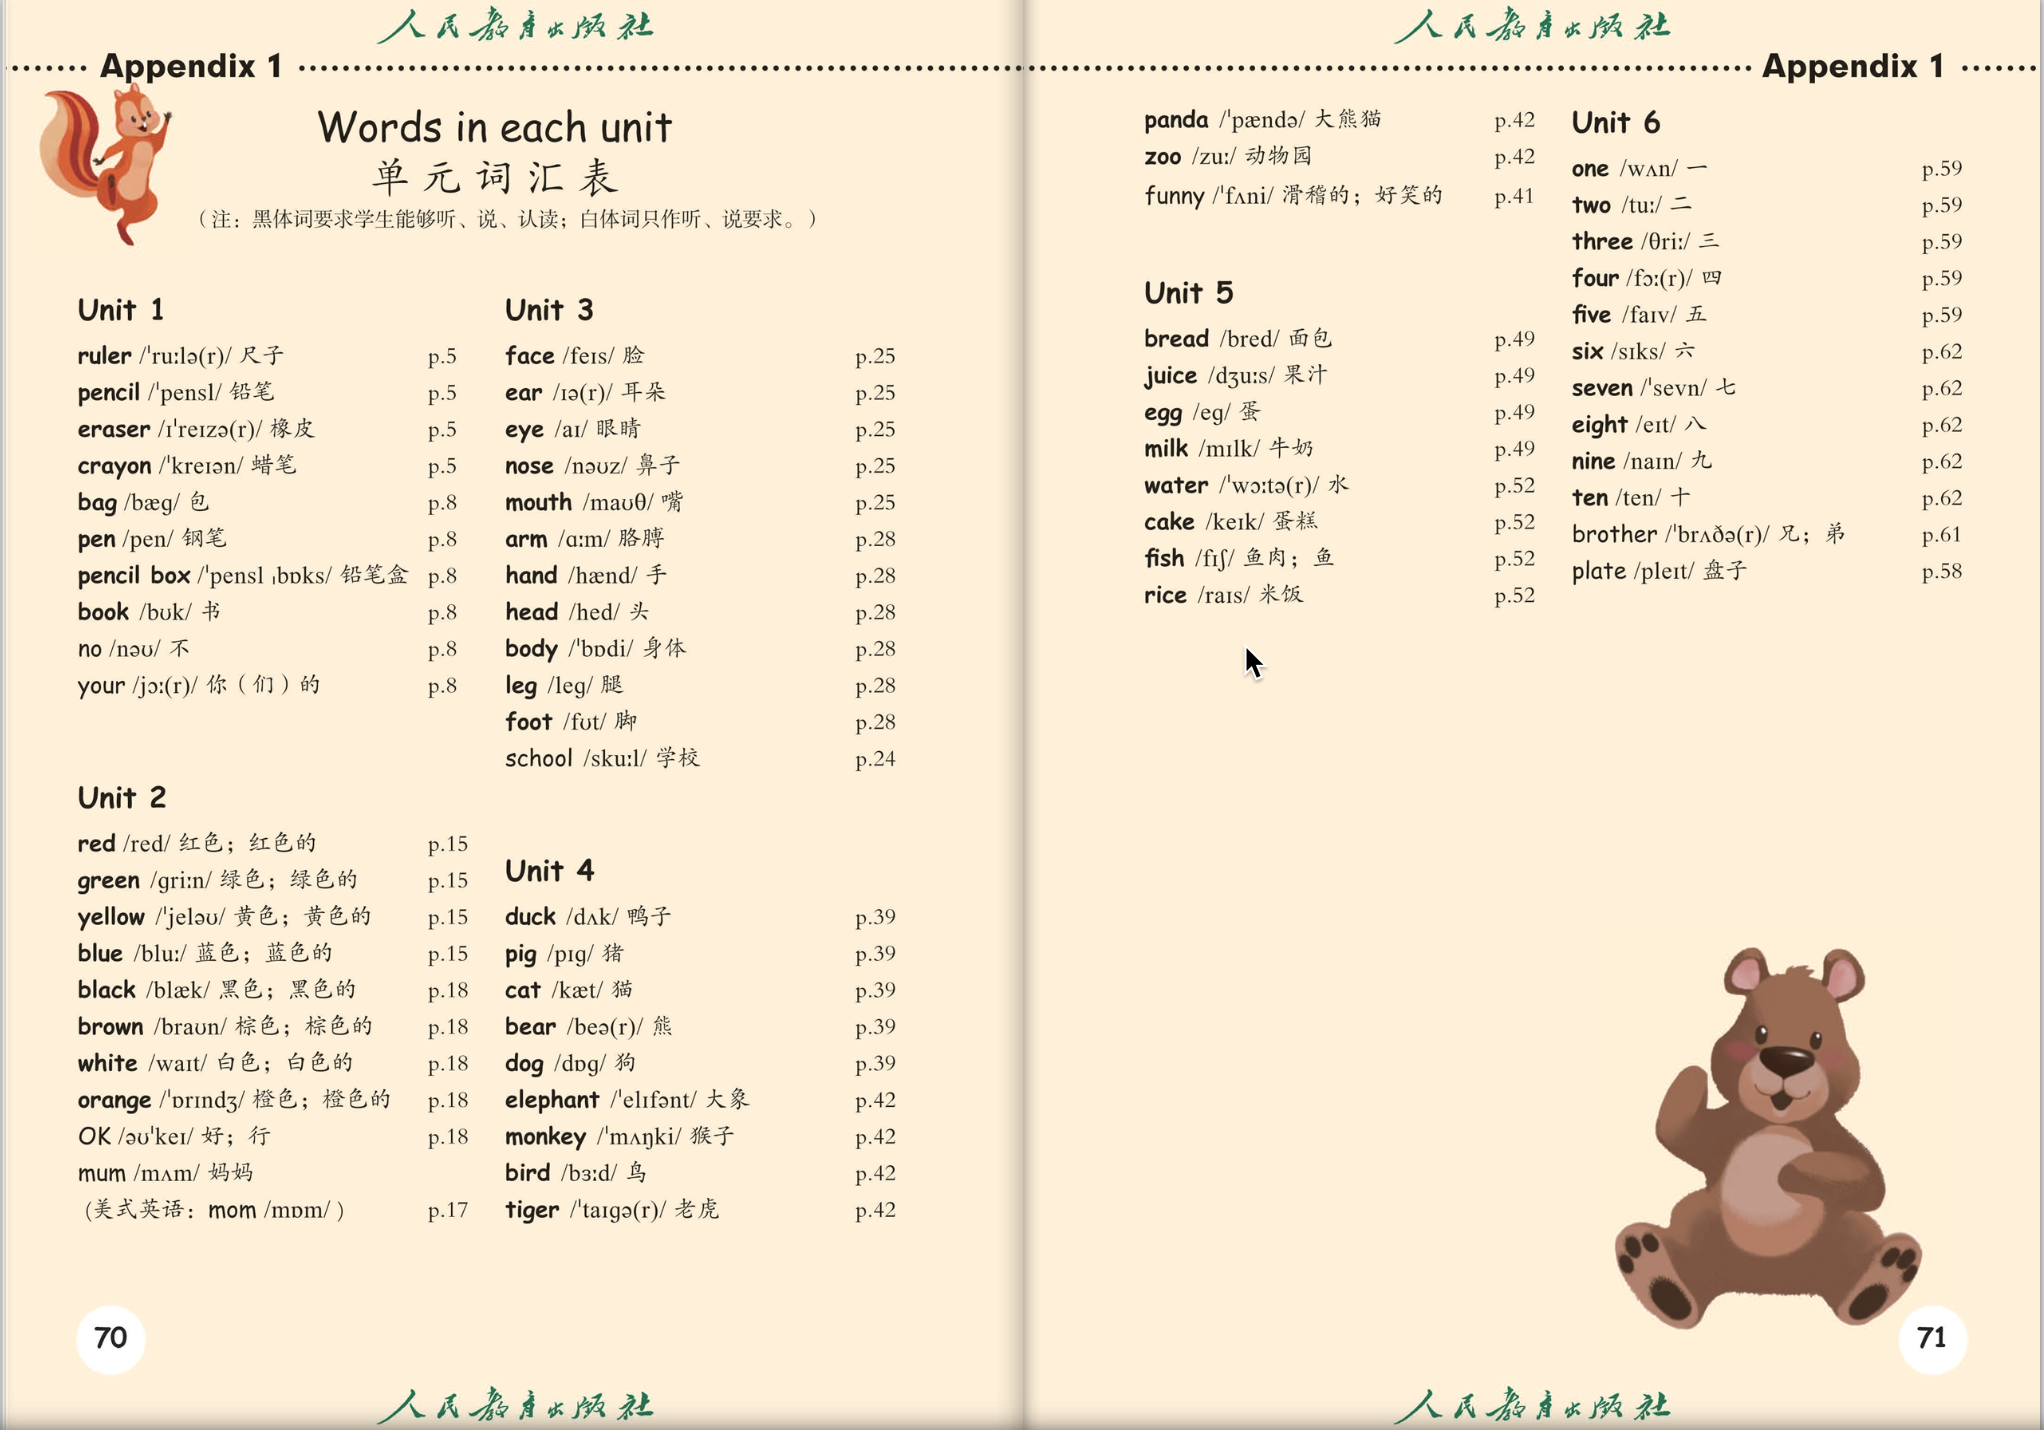 人民教育出版社
Appendix 1
Words in each unit
单元词汇表
（注：黑体词要求学生能够听、说、认读；白体词只作听、说要求。）
Unit 1
ruler /ˈruːlə(r)/ 尺子 p.5
pencil /ˈpensl/ 铅笔 p.5
eraser /ɪˈreɪzə(r)/ 橡皮 p.5
crayon /ˈkreɪən/ 蜡笔 p.5
bag /bæɡ/ 包 p.8
pen /pen/ 钢笔 p.8
pencil box /ˈpensl ˌbɒks/ 铅笔盒 p.8
book /bʊk/ 书 p.8
no /nəʊ/ 不 p.8
your /jɔː(r)/ 你（们）的 p.8
Unit 2
red /red/ 红色；红色的 p.15
green /ɡriːn/ 绿色；绿色的 p.15
yellow /ˈjeləʊ/ 黄色；黄色的 p.15
blue /bluː/ 蓝色；蓝色的 p.15
black /blæk/ 黑色；黑色的 p.18
brown /braʊn/ 棕色；棕色的 p.18
white /waɪt/ 白色；白色的 p.18
orange /ˈɒrɪndʒ/ 橙色；橙色的 p.18
OK /əʊˈkeɪ/ 好；行 p.18
mum /mʌm/ 妈妈
(美式英语：mom /mɒm/ ) p.17
Unit 3
face /feɪs/ 脸 p.25
ear /ɪə(r)/ 耳朵 p.25
eye /aɪ/ 眼睛 p.25
nose /nəʊz/ 鼻子 p.25
mouth /maʊθ/ 嘴 p.25
arm /ɑːm/ 胳膊 p.28
hand /hænd/ 手 p.28
head /hed/ 头 p.28
body /ˈbɒdi/ 身体 p.28
leg /leɡ/ 腿 p.28
foot /fʊt/ 脚 p.28
school /skuːl/ 学校 p.24
Unit 4
duck /dʌk/ 鸭子 p.39
pig /pɪɡ/ 猪 p.39
cat /kæt/ 猫 p.39
bear /beə(r)/ 熊 p.39
dog /dɒɡ/ 狗 p.39
elephant /ˈelɪfənt/ 大象 p.42
monkey /ˈmʌŋki/ 猴子 p.42
bird /bɜːd/ 鸟 p.42
tiger /ˈtaɪɡə(r)/ 老虎 p.42
70
人民教育出版社
人民教育出版社
Appendix 1
panda /ˈpændə/ 大熊猫 p.42
zoo /zuː/ 动物园 p.42
funny /ˈfʌni/ 滑稽的；好笑的 p.41
Unit 5
bread /bred/ 面包 p.49
juice /dʒuːs/ 果汁 p.49
egg /eɡ/ 蛋 p.49
milk /mɪlk/ 牛奶 p.49
water /ˈwɔːtə(r)/ 水 p.52
cake /keɪk/ 蛋糕 p.52
fish /fɪʃ/ 鱼肉；鱼 p.52
rice /raɪs/ 米饭 p.52
Unit 6
one /wʌn/ 一 p.59
two /tuː/ 二 p.59
three /θriː/ 三 p.59
four /fɔː(r)/ 四 p.59
five /faɪv/ 五 p.59
six /sɪks/ 六 p.62
seven /ˈsevn/ 七 p.62
eight /eɪt/ 八 p.62
nine /naɪn/ 九 p.62
ten /ten/ 十 p.62
brother /ˈbrʌðə(r)/ 兄；弟 p.61
plate /pleɪt/ 盘子 p.58
71
人民教育出版社